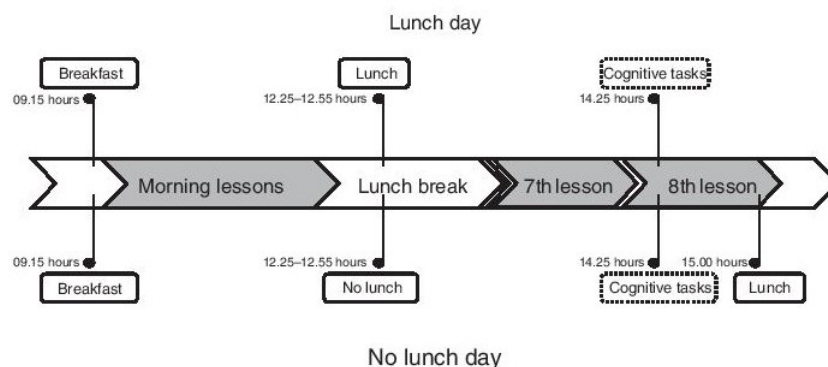 Lunch day
Breakfast
Lunch
Cognitive tasks
09.15 hours
12.25–12.55 hours
14.25 hours
Morning lessons
Lunch break
7th lesson
8th lesson
09.15 hours
12.25–12.55 hours
14.25 hours
15.00 hours
Breakfast
No lunch
Cognitive tasks
Lunch
No lunch day